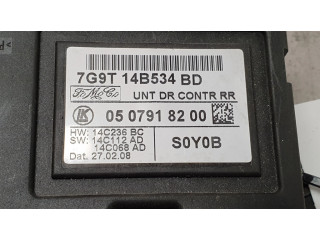 7G9T 14B534 BD
FoMoCo UNT DR CONTR RR
LK 05 0791 82 00
HW: 14C236 BC
SW: 14C112 AD
14C068 AD
Dat. 27.02.08
S0Y0B